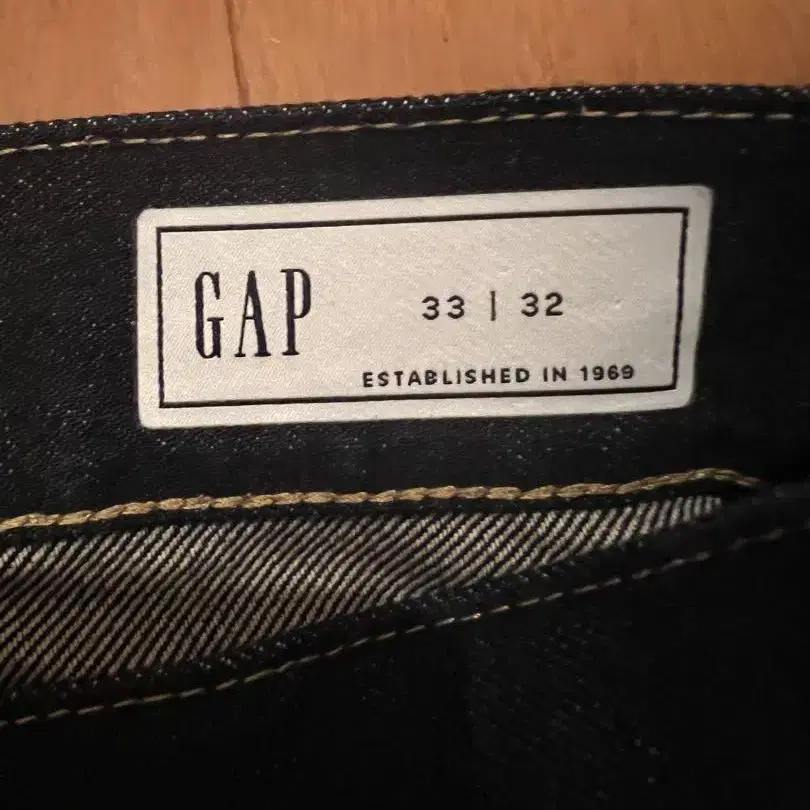 GAP
33 | 32
ESTABLISHED IN 1969